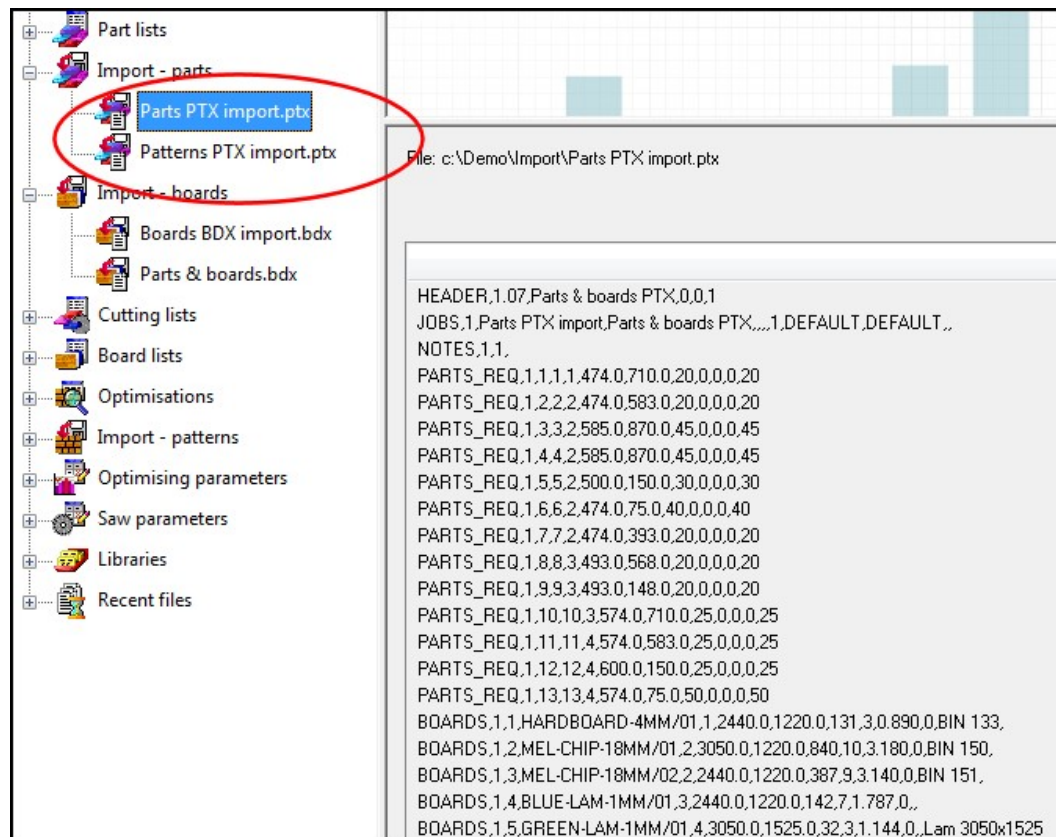 Part lists
Import - parts
Parts PTX import.ptx
Patterns PTX import.ptx
Import - boards
Boards BDX import.bdx
Parts & boards.bdx
Cutting lists
Board lists
Optimisations
Import - patterns
Optimising parameters
Saw parameters
Libraries
Recent files
File: c:\Demo\Import\Parts PTX import.ptx
HEADER,1.07,Parts & boards PTX,0,0,1
JOBS,1,Parts PTX import,Parts & boards PTX,,,,1,DEFAULT,DEFAULT,,
NOTES,1,1,
PARTS_REQ,1,1,1,1,474.0,710.0,20,0,0,0,20
PARTS_REQ,1,2,2,2,474.0,583.0,20,0,0,0,20
PARTS_REQ,1,3,3,2,585.0,870.0,45,0,0,0,45
PARTS_REQ,1,4,4,2,585.0,870.0,45,0,0,0,45
PARTS_REQ,1,5,5,2,500.0,150.0,30,0,0,0,30
PARTS_REQ,1,6,6,2,474.0,75.0,40,0,0,0,40
PARTS_REQ,1,7,7,2,474.0,393.0,20,0,0,0,20
PARTS_REQ,1,8,8,3,493.0,568.0,20,0,0,0,20
PARTS_REQ,1,9,9,3,493.0,148.0,20,0,0,0,20
PARTS_REQ,1,10,10,3,574.0,710.0,25,0,0,0,25
PARTS_REQ,1,11,11,4,574.0,583.0,25,0,0,0,25
PARTS_REQ,1,12,12,4,600.0,150.0,25,0,0,0,25
PARTS_REQ,1,13,13,4,574.0,75.0,50,0,0,0,50
BOARDS,1,1,HARDBOARD-4MM/01,1,2440.0,1220.0,131,3,0.890,0,BIN 133,
BOARDS,1,2,MEL-CHIP-18MM/01,2,3050.0,1220.0,840,10,3.180,0,BIN 150,
BOARDS,1,3,MEL-CHIP-18MM/02,2,2440.0,1220.0,387,9,3.140,0,BIN 151,
BOARDS,1,4,BLUE-LAM-1MM/01,3,2440.0,1220.0,142,7,1.787,0,,
BOARDS,1,5,GREEN-LAM-1MM/01,4,3050.0,1525.0,32,3,1.144,0,,Lam 3050x1525